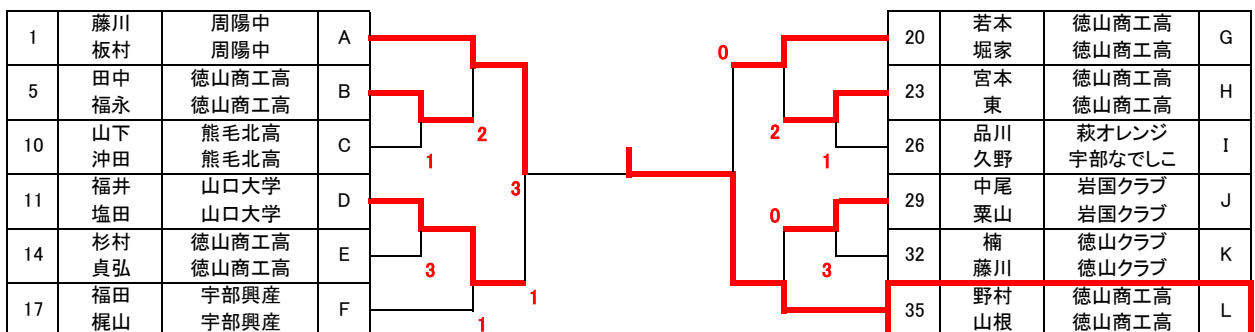 1 藤川 周陽中 A
板村 周陽中
5 田中 徳山商工高 B
福永 徳山商工高
10 山下 熊毛北高 C
沖田 熊毛北高
11 福井 山口大学 D
塩田 山口大学
14 杉村 徳山商工高 E
貞弘 徳山商工高
17 福田 宇部興産 F
梶山 宇部興産
2
1
3
3
1
1
0
2
1
0
3
20 若本 徳山商工高 G
堀家 徳山商工高
23 宮本 徳山商工高 H
東 徳山商工高
26 品川 萩オレンジ I
久野 宇部なでしこ
29 中尾 岩国クラブ J
粟山 岩国クラブ
32 楠 徳山クラブ K
藤川 徳山クラブ
35 野村 徳山商工高 L
山根 徳山商工高